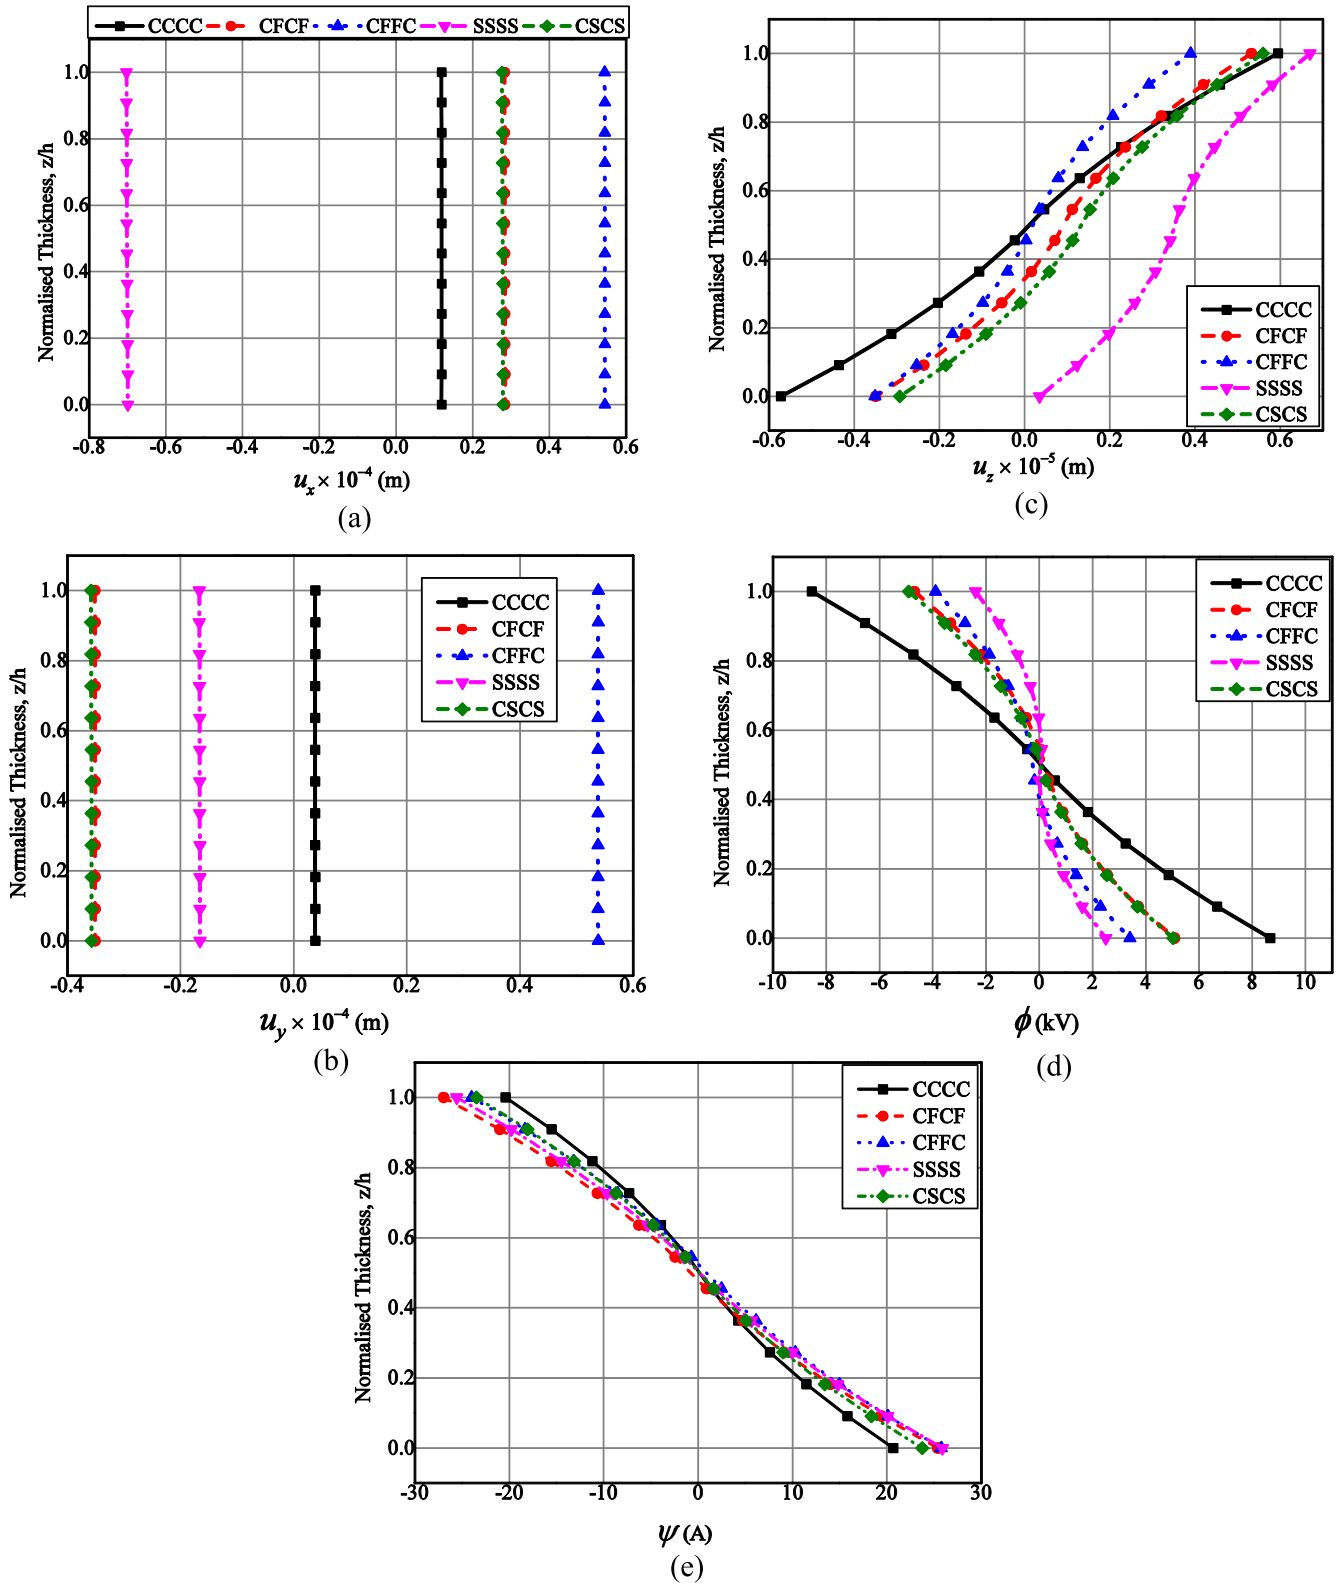 CCCC CFCF CFFC SSSS CSCS
1.0
0.8
0.6
0.4
0.2
0.0
Normalised Thickness, z/h
-0.8 -0.6 -0.4 -0.2 0.0 0.2 0.4 0.6
u_x × 10⁻⁴ (m)
(a)
1.0
0.8
0.6
0.4
0.2
0.0
Normalised Thickness, z/h
CCCC
CFCF
CFFC
SSSS
CSCS
-0.6 -0.4 -0.2 0.0 0.2 0.4 0.6
u_z × 10⁻⁵ (m)
(c)
1.0
0.8
0.6
0.4
0.2
0.0
Normalised Thickness, z/h
CCCC
CFCF
CFFC
SSSS
CSCS
-0.4 -0.2 0.0 0.2 0.4 0.6
u_y × 10⁻⁴ (m)
(b)
1.0
0.8
0.6
0.4
0.2
0.0
Normalised Thickness, z/h
CCCC
CFCF
CFFC
SSSS
CSCS
-10 -8 -6 -4 -2 0 2 4 6 8 10
ϕ (kV)
(d)
1.0
0.8
0.6
0.4
0.2
0.0
Normalised Thickness, z/h
CCCC
CFCF
CFFC
SSSS
CSCS
-30 -20 -10 0 10 20 30
ψ (A)
(e)